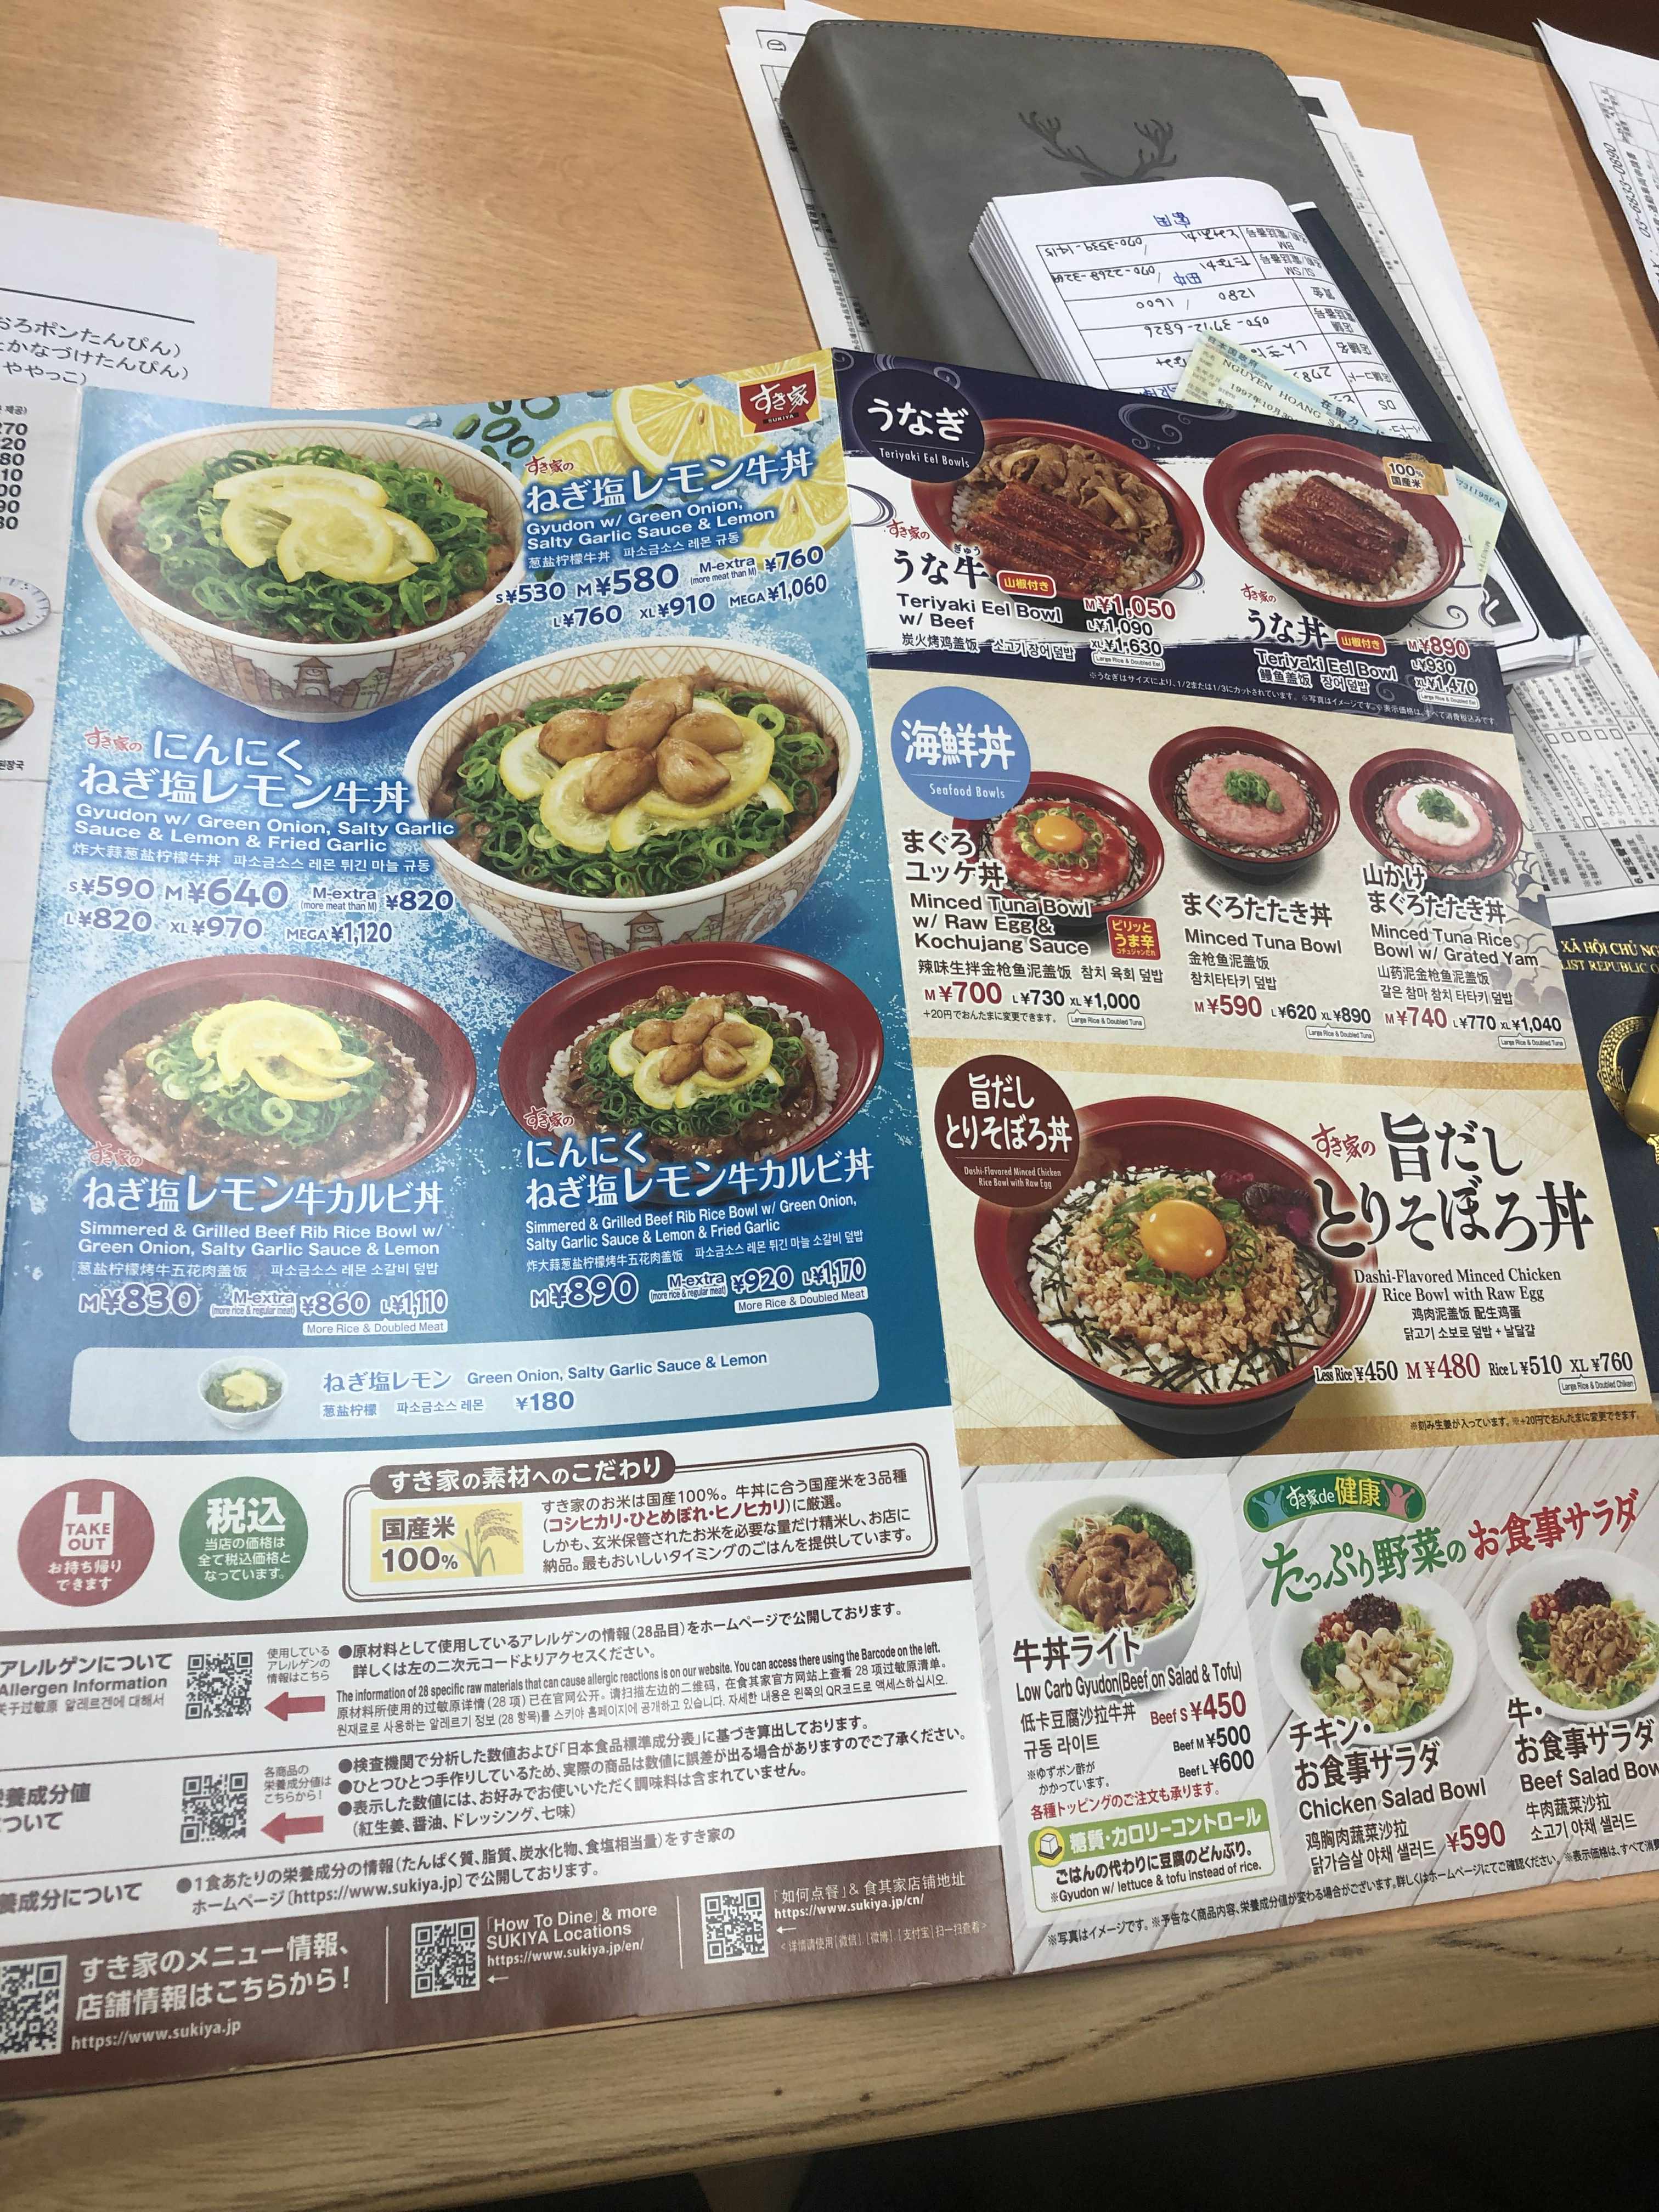 おろポンたんぴん)
たかなづけたんぴん)
ややっこ)
すき家
SUKIYA
すき家の
ねぎ塩レモン牛丼
Gyudon w/ Green Onion,
Salty Garlic Sauce & Lemon
葱盐柠檬牛丼 파소금소스 레몬 규동
S¥530 M¥580 M-extra (more meat than M) ¥760
L¥760 XL¥910 MEGA¥1,060
すき家の
にんにく
ねぎ塩レモン牛丼
Gyudon w/ Green Onion, Salty Garlic
Sauce & Lemon & Fried Garlic
炸大蒜葱盐柠檬牛丼 파소금소스 레몬 튀긴 마늘 규동
S¥590 M¥640 M-extra (more meat than M) ¥820
L¥820 XL¥970 MEGA¥1,120
すき家の
ねぎ塩レモン牛カルビ丼
Simmered & Grilled Beef Rib Rice Bowl w/
Green Onion, Salty Garlic Sauce & Lemon
葱盐柠檬烤牛五花肉盖饭 파소금소스 레몬 소갈비 덮밥
M¥830 M-extra (more rice & regular meat) ¥860 L¥1,110
More Rice & Doubled Meat
すき家の
にんにく
ねぎ塩レモン牛カルビ丼
Simmered & Grilled Beef Rib Rice Bowl w/ Green Onion,
Salty Garlic Sauce & Lemon & Fried Garlic
炸大蒜葱盐柠檬烤牛五花肉盖饭 파소금소스 레몬 튀긴 마늘 소갈비 덮밥
M¥890 M-extra (more rice & regular meat) ¥920 L¥1,170
More Rice & Doubled Meat
ねぎ塩レモン Green Onion, Salty Garlic Sauce & Lemon
葱盐柠檬 파소금소스 레몬 ¥180
TAKE
OUT
お持ち帰り
できます
税込
当店の価格は
全て税込価格と
なっています。
すき家の素材へのこだわり
国産米
100%
すき家のお米は国産100%。牛丼に合う国産米を3品種
(コシヒカリ・ひとめぼれ・ヒノヒカリ)に厳選。
しかも、玄米保管されたお米を必要な量だけ精米し、お店に
納品。最もおいしいタイミングのごはんを提供しています。
アレルゲンについて
Allergen Information
关于过敏原 알레르겐에 대해서
使用している
アレルゲンの
情報はこちら
●原材料として使用しているアレルゲンの情報(28品目)をホームページで公開しております。
詳しくは左の二次元コードよりアクセスください。
The information of 28 specific raw materials that can cause allergic reactions is on our website. You can access there using the Barcode on the left.
原材料所使用的过敏原详情(28 项)已在官网公开。请扫描左边的二维码,在食其家官方网站上查看 28 项过敏原清单。
원재료로 사용하는 알레르기 정보 (28 항목)를 스키야 홈페이지에 공개하고 있습니다. 자세한 내용은 왼쪽의 QR코드로 액세스하십시오.
栄養成分値
について
各商品の
栄養成分値は
こちらから!
●検査機関で分析した数値および「日本食品標準成分表」に基づき算出しております。
●ひとつひとつ手作りしているため、実際の商品は数値に誤差が出る場合がありますのでご了承ください。
●表示した数値には、お好みでお使いいただく調味料は含まれていません。
(紅生姜、醤油、ドレッシング、七味)
養成分について
●1食あたりの栄養成分の情報(たんぱく質、脂質、炭水化物、食塩相当量)をすき家の
ホームページ〔https://www.sukiya.jp〕で公開しております。
すき家のメニュー情報、
店舗情報はこちらから!
https://www.sukiya.jp
「How To Dine」& more
SUKIYA Locations
https://www.sukiya.jp/en/
「如何点餐」& 食其家店铺地址
https://www.sukiya.jp/cn/
<详情请使用[微信]、[微博]、[支付宝]扫一扫查看>
うなぎ
Teriyaki Eel Bowls
すき家の
うな牛
ぎゅう
山椒付き
Teriyaki Eel Bowl
w/ Beef
炭火烤鸡盖饭 소고기 장어 덮밥
M¥1,050
L¥1,090
XL¥1,630
Large Rice & Doubled Eel
100%
国産米
すき家の
うな丼
山椒付き
Teriyaki Eel Bowl
鳗鱼盖饭 장어 덮밥
M¥890
L¥930
XL¥1,470
Large Rice & Doubled Eel
※うなぎはサイズにより、1/2または1/3にカットされています。※写真はイメージです。※表示価格は、すべて消費税込みです。
海鮮丼
Seafood Bowls
まぐろ
ユッケ丼
Minced Tuna Bowl
w/ Raw Egg &
Kochujang Sauce
ピリッと
うま辛
コチュジャンだれ
辣味生拌金枪鱼泥盖饭 참치 육회 덮밥
M¥700 L¥730 XL¥1,000
+20円でおんたまに変更できます。
Large Rice & Doubled Tuna
まぐろたたき丼
Minced Tuna Bowl
金枪鱼泥盖饭
참치타타키 덮밥
M¥590 L¥620 XL¥890
Large Rice & Doubled Tuna
山かけ
まぐろたたき丼
Minced Tuna Rice
Bowl w/ Grated Yam
山药泥金枪鱼泥盖饭
갈은 참마 참치 타타키 덮밥
M¥740 L¥770 XL¥1,040
Large Rice & Doubled Tuna
旨だし
とりそぼろ丼
Dashi-Flavored Minced Chicken
Rice Bowl with Raw Egg
すき家の
旨だし
とりそぼろ丼
Dashi-Flavored Minced Chicken
Rice Bowl with Raw Egg
鸡肉泥盖饭 配生鸡蛋
닭고기 소보로 덮밥 + 날달걀
Less Rice¥450 M¥480 Rice L¥510 XL¥760
Large Rice & Doubled Chiken
※刻み生姜が入っています。※+20円でおんたまに変更できます。
牛丼ライト
Low Carb Gyudon(Beef on Salad & Tofu)
低卡豆腐沙拉牛丼
규동 라이트
Beef S ¥450
Beef M ¥500
Beef L ¥600
※ゆずポン酢が
かかっています。
各種トッピングのご注文も承ります。
糖質・カロリーコントロール
ごはんの代わりに豆腐のどんぶり。
※Gyudon w/ lettuce & tofu instead of rice.
すき家de健康
たっぷり野菜のお食事サラダ
チキン・
お食事サラダ
Chicken Salad Bowl
鸡胸肉蔬菜沙拉
닭가슴살 야채 샐러드 ¥590
牛・
お食事サラダ
Beef Salad Bow
牛肉蔬菜沙拉
소고기 야채 샐러드
※写真はイメージです。※予告なく商品内容、栄養成分値が変わる場合がございます。詳しくはホームページにてご確認ください。※表示価格は、すべて消費
日本国政府
NGUYEN HOANG
在留カード
XÃ HỘI CHỦ NG
LIST REPUBLIC O
03-6833-0890